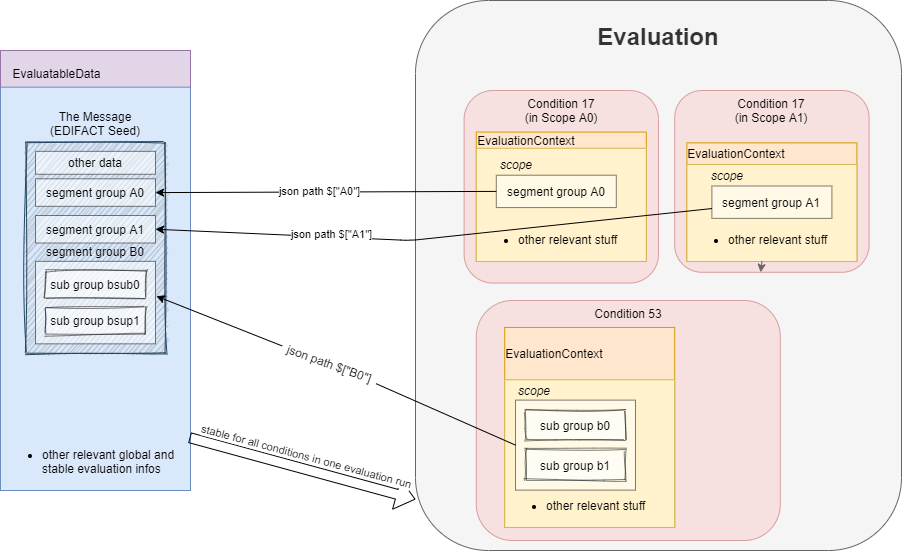 Evaluation
EvaluatableData
The Message
(EDIFACT Seed)
other data
segment group A0
segment group A1
segment group B0
sub group bsub0
sub group bsup1
other relevant global and
stable evaluation infos
json path $["A0"]
json path $["A1"]
json path $["B0"]
stable for all conditions in one evaluation run
Condition 17
(in Scope A0)
EvaluationContext
scope
segment group A0
other relevant stuff
Condition 17
(in Scope A1)
EvaluationContext
scope
segment group A1
other relevant stuff
Condition 53
EvaluationContext
scope
sub group b0
sub group b1
other relevant stuff